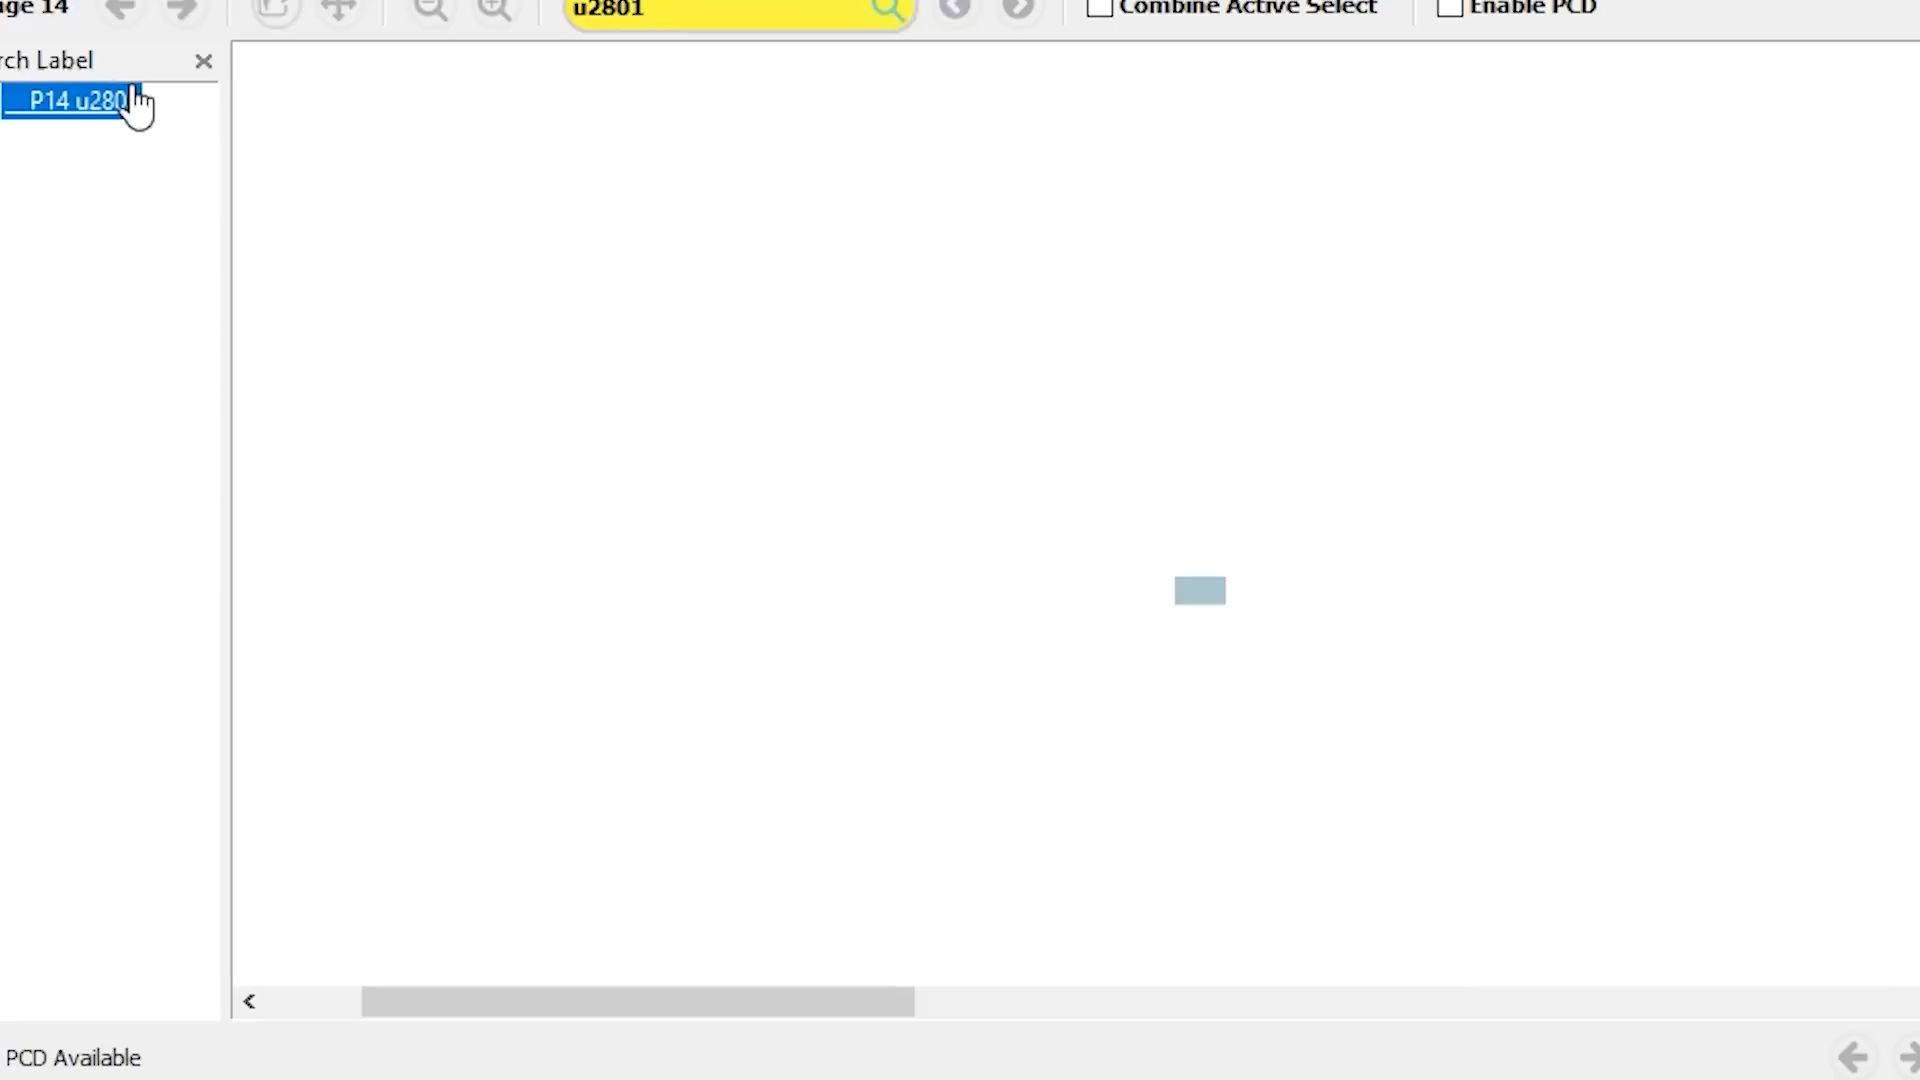 ge 14
u2801
Combine Active Select
Enable PCD
rch Label
P14 u280
PCD Available